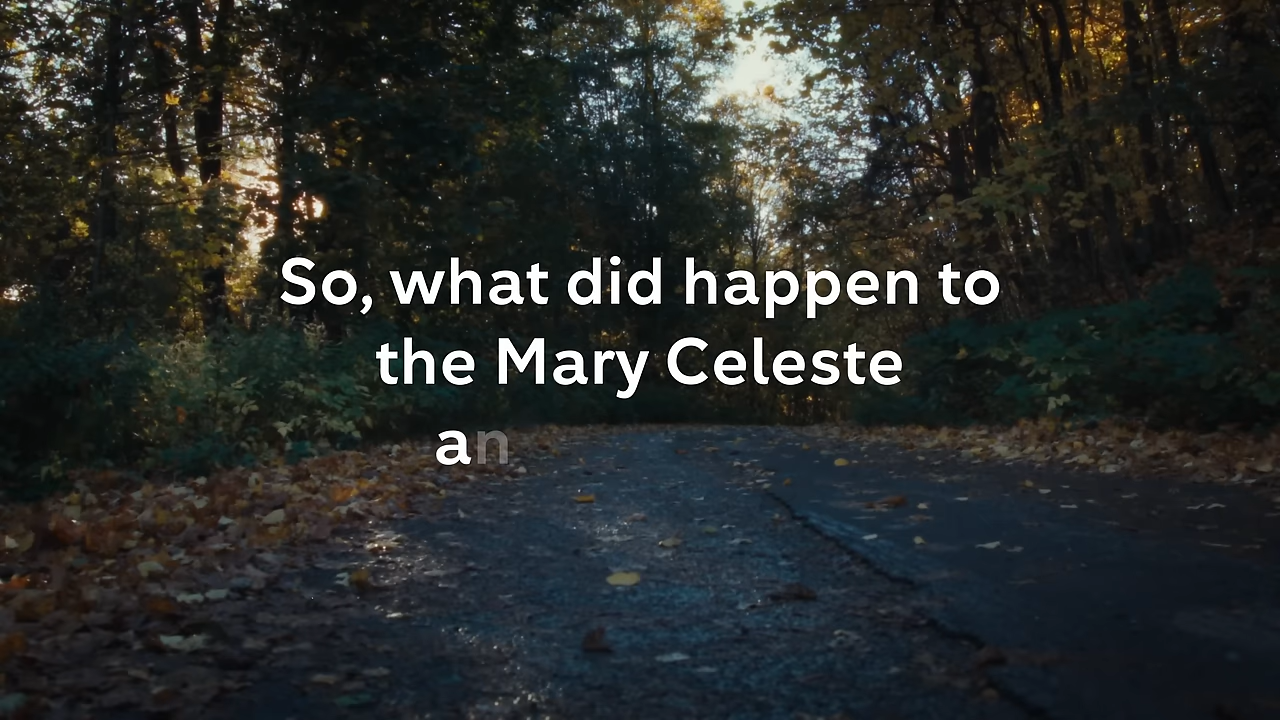 So, what did happen to
the Mary Celeste
an